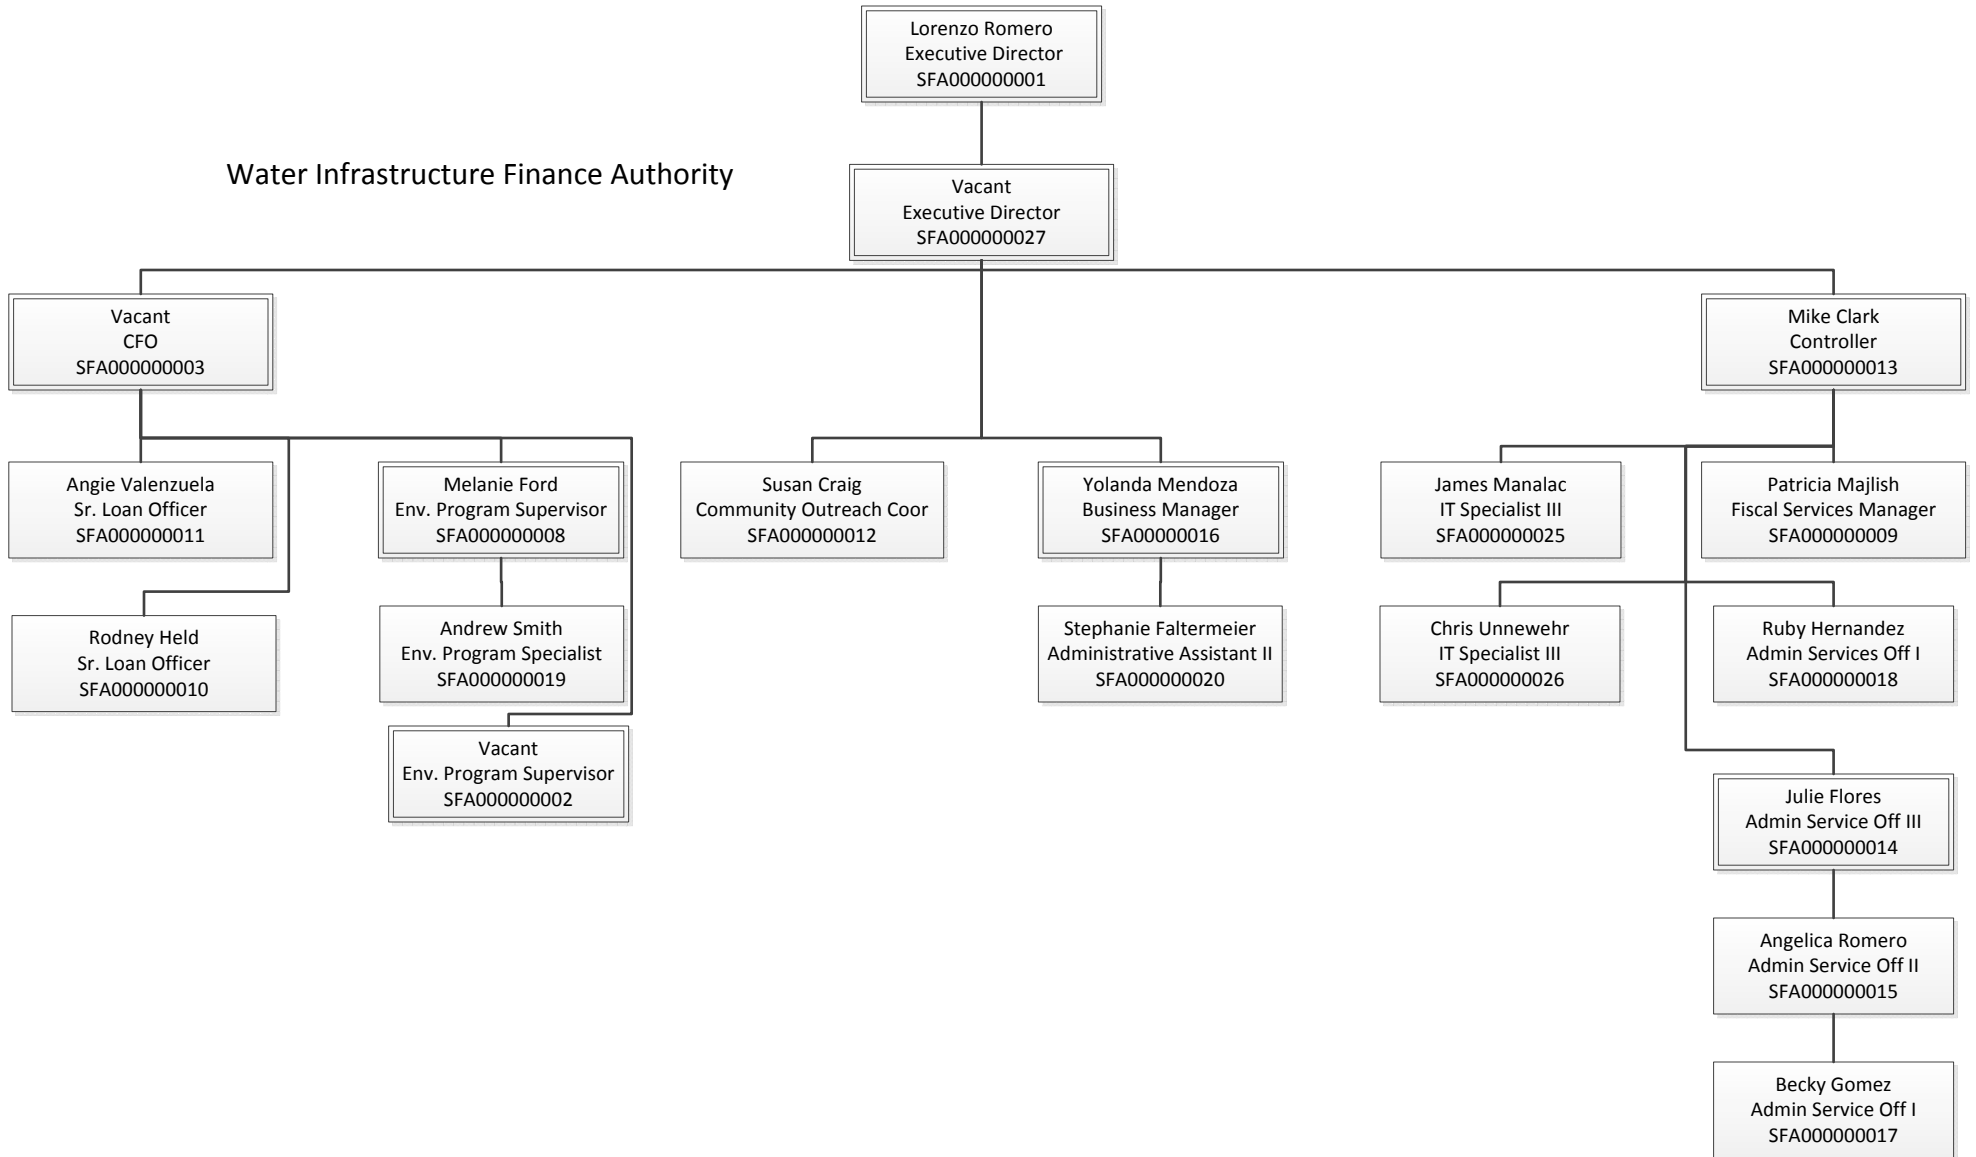 Lorenzo Romero
Executive Director
SFA000000001
Water Infrastructure Finance Authority
Vacant
Executive Director
SFA000000027
Vacant
CFO
SFA000000003
Mike Clark
Controller
SFA000000013
Angie Valenzuela
Sr. Loan Officer
SFA000000011
Melanie Ford
Env. Program Supervisor
SFA000000008
Susan Craig
Community Outreach Coor
SFA000000012
Yolanda Mendoza
Business Manager
SFA00000016
James Manalac
IT Specialist III
SFA000000025
Patricia Majlish
Fiscal Services Manager
SFA000000009
Rodney Held
Sr. Loan Officer
SFA000000010
Andrew Smith
Env. Program Specialist
SFA000000019
Stephanie Faltermeier
Administrative Assistant II
SFA000000020
Chris Unnewehr
IT Specialist III
SFA000000026
Ruby Hernandez
Admin Services Off I
SFA000000018
Vacant
Env. Program Supervisor
SFA000000002
Julie Flores
Admin Service Off III
SFA000000014
Angelica Romero
Admin Service Off II
SFA000000015
Becky Gomez
Admin Service Off I
SFA000000017